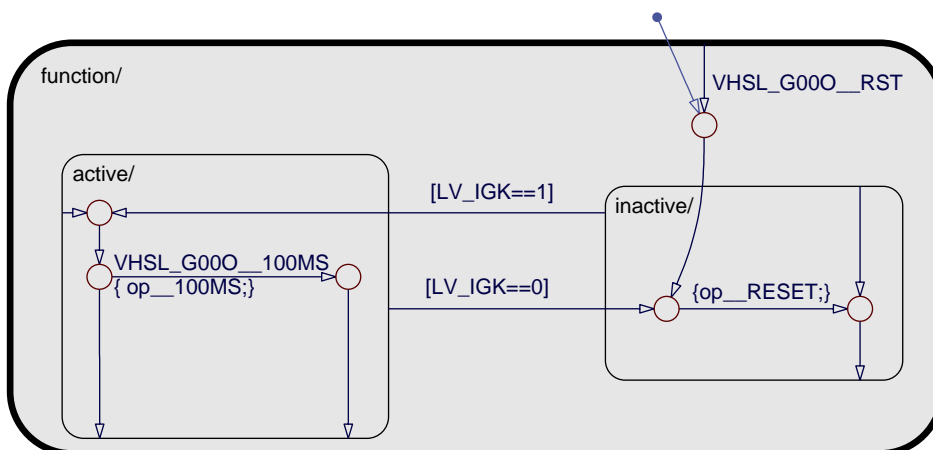 function/
VHSL_G00O__RST
active/
[LV_IGK==1]
inactive/
VHSL_G00O__100MS
{ op__100MS;}
[LV_IGK==0]
{op__RESET;}